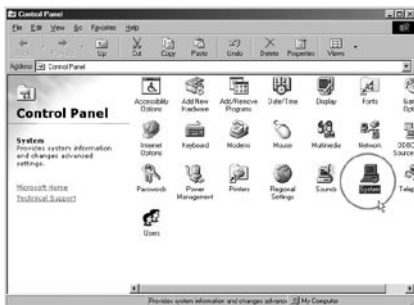 Control Panel
File Edit View Go Favorites Help
Up Cut Copy Paste Undo Delete Properties Views
Address Control Panel
Control Panel
System
Provides system information
and changes advanced
settings.
Microsoft Home
Technical Support
Accessibility Options
Add New Hardware
Add/Remove Programs
Date/Time
Display
Fonts
Internet Options
Keyboard
Modems
Mouse
Multimedia
Network
ODBC
Passwords
Power Management
Printers
Regional Settings
Sounds
System
Users
Provides system information and changes advanc
My Computer